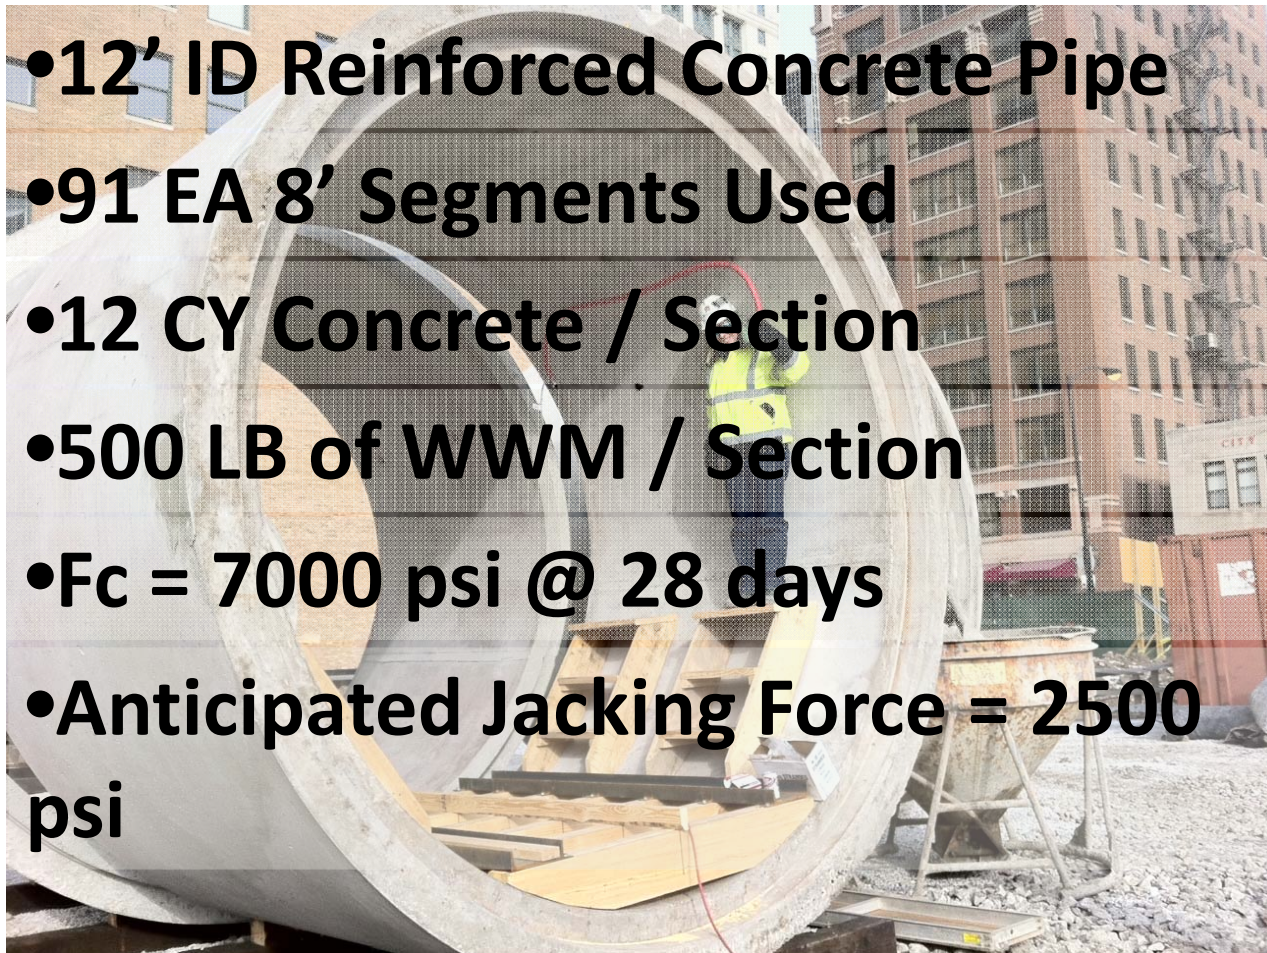 •12’ ID Reinforced Concrete Pipe
•91 EA 8’ Segments Used
•12 CY Concrete / Section
•500 LB of WWM / Section
•Fc = 7000 psi @ 28 days
•Anticipated Jacking Force = 2500
psi
CITY